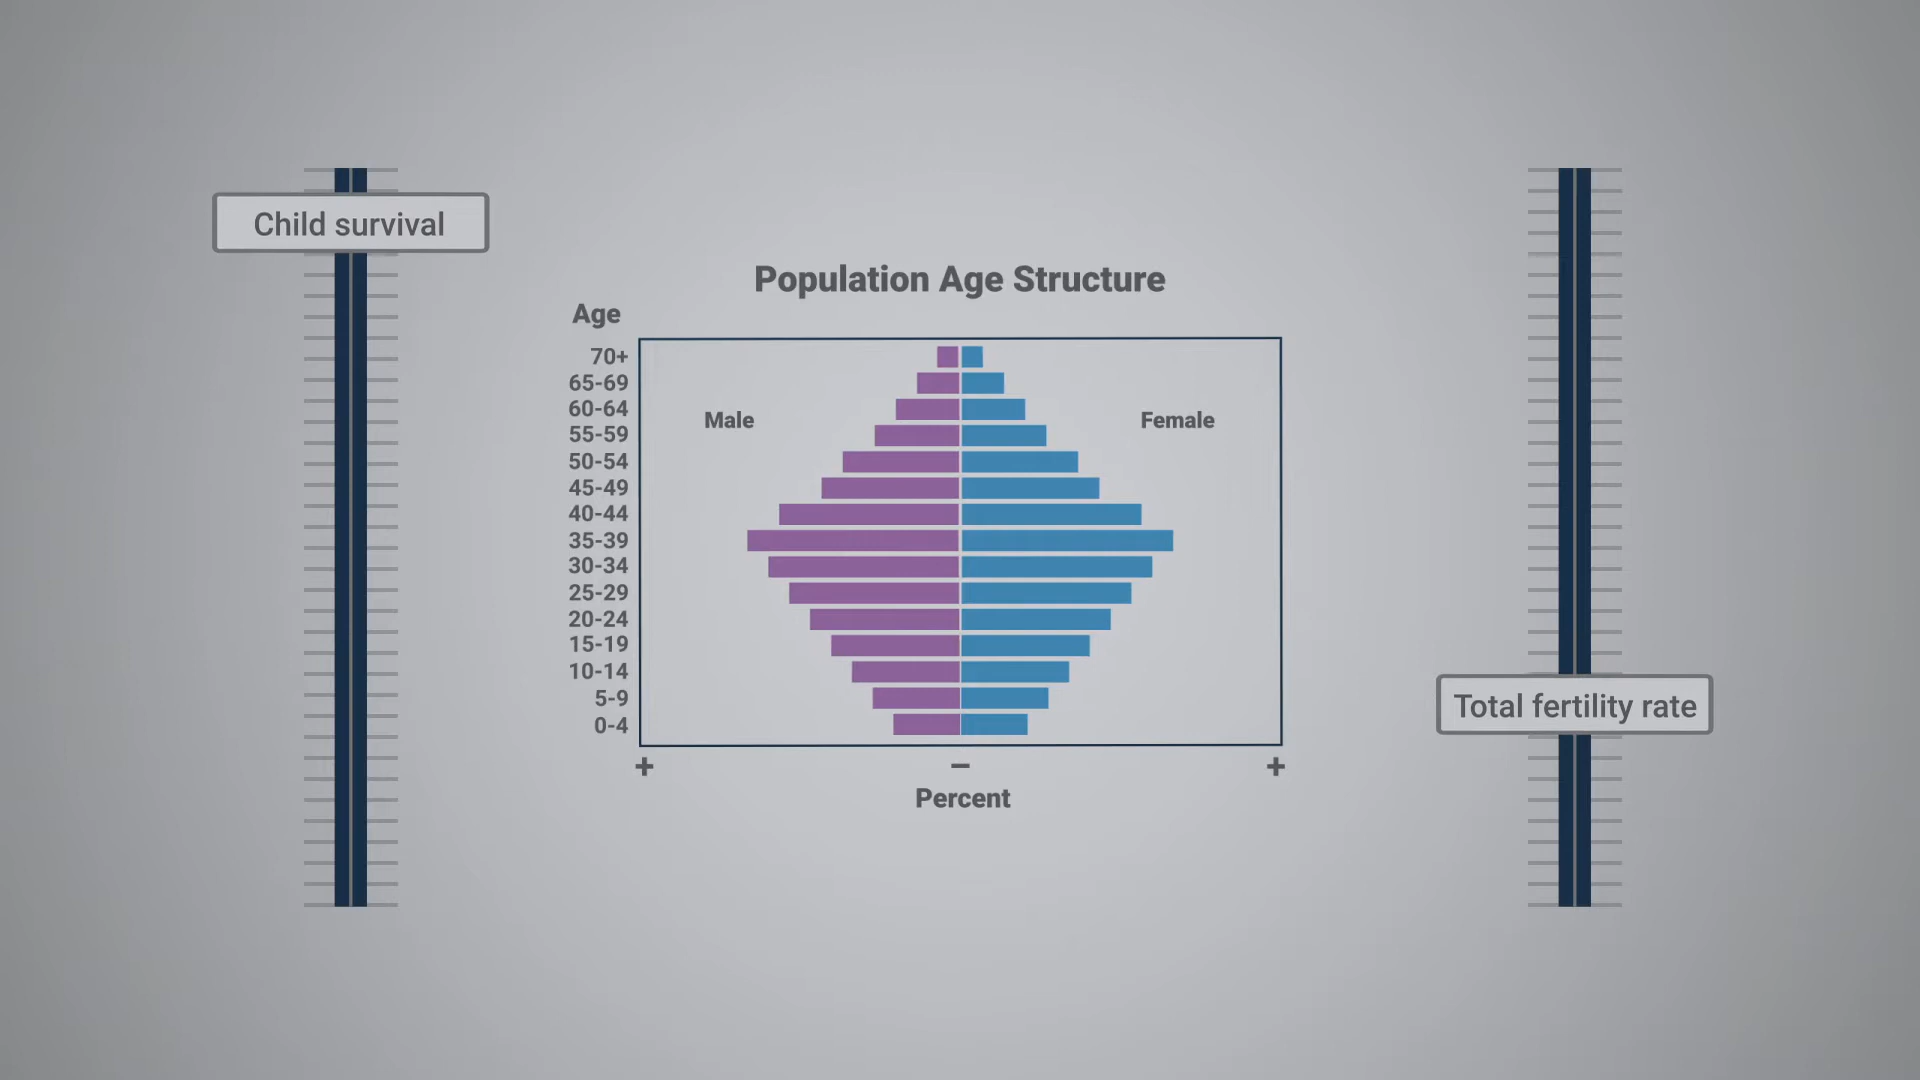 Child survival
Population Age Structure
Age
70+
65-69
60-64
Male
Female
55-59
50-54
45-49
40-44
35-39
30-34
25-29
20-24
15-19
10-14
5-9
0-4
Total fertility rate
+ − +
Percent